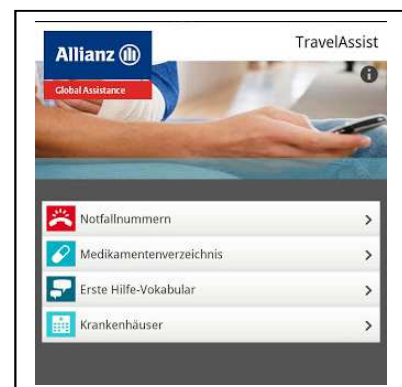 Allianz
TravelAssist
Global Assistance
Notfallnummern
Medikamentenverzeichnis
Erste Hilfe-Vokabular
Krankenhäuser